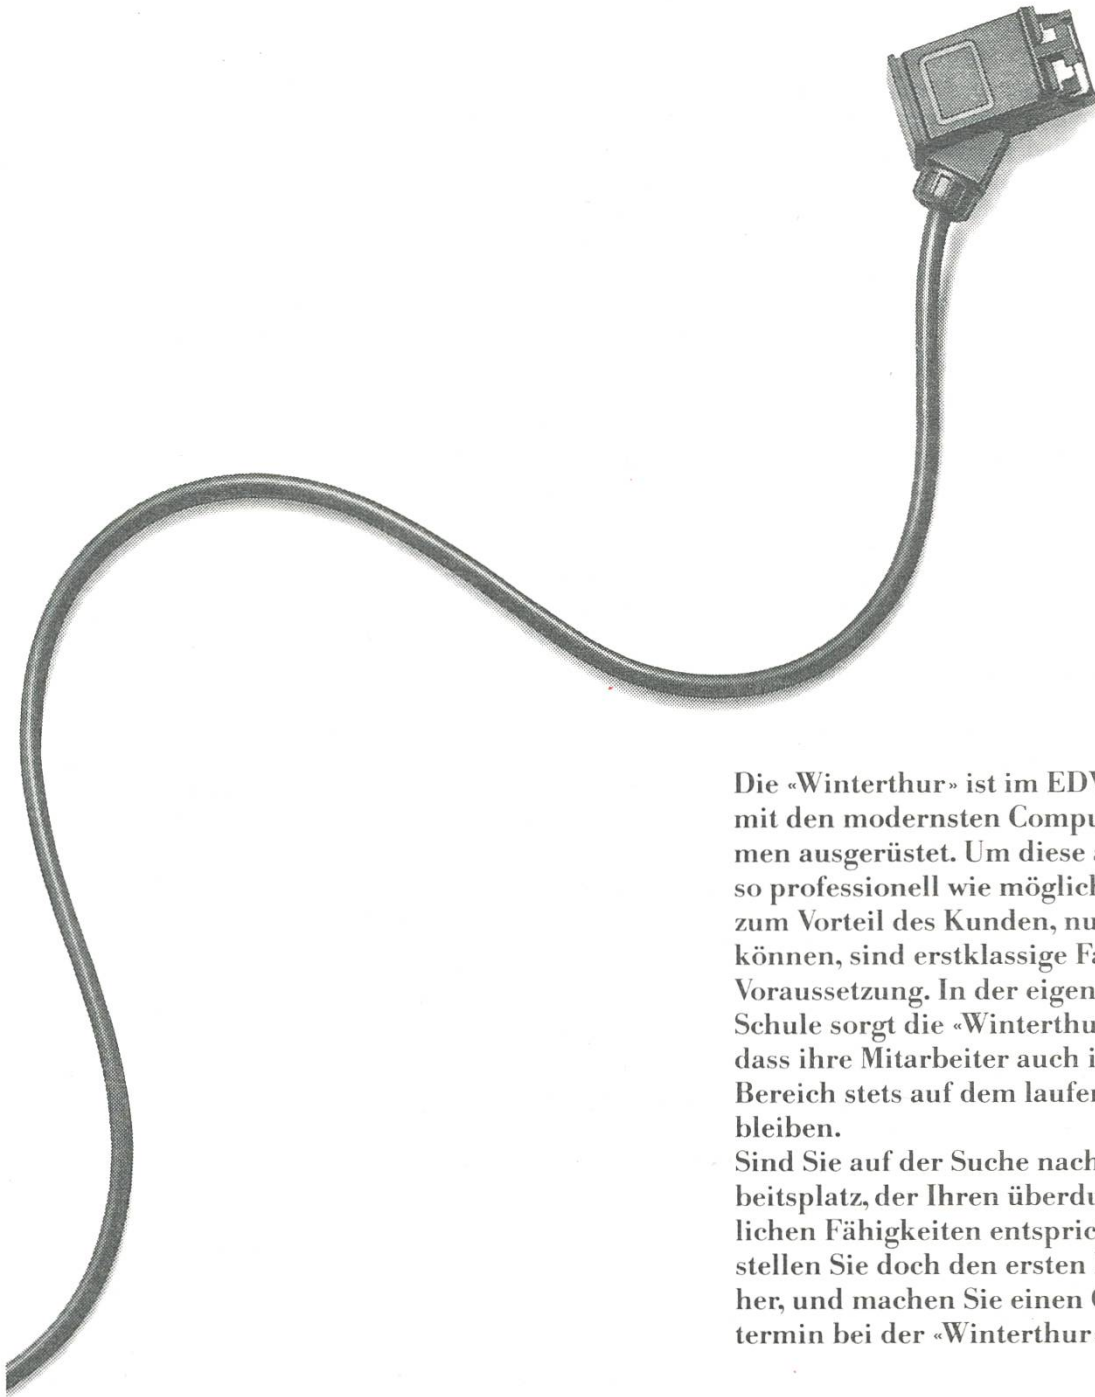 Die «Winterthur» ist im EDV
mit den modernsten Compu
men ausgerüstet. Um diese a
so professionell wie möglich
zum Vorteil des Kunden, nu
können, sind erstklassige Fa
Voraussetzung. In der eigen
Schule sorgt die «Winterthu
dass ihre Mitarbeiter auch i
Bereich stets auf dem laufen
bleiben.
Sind Sie auf der Suche nach
beitsplatz, der Ihren überdu
lichen Fähigkeiten entspric
stellen Sie doch den ersten
her, und machen Sie einen
termin bei der «Winterthur